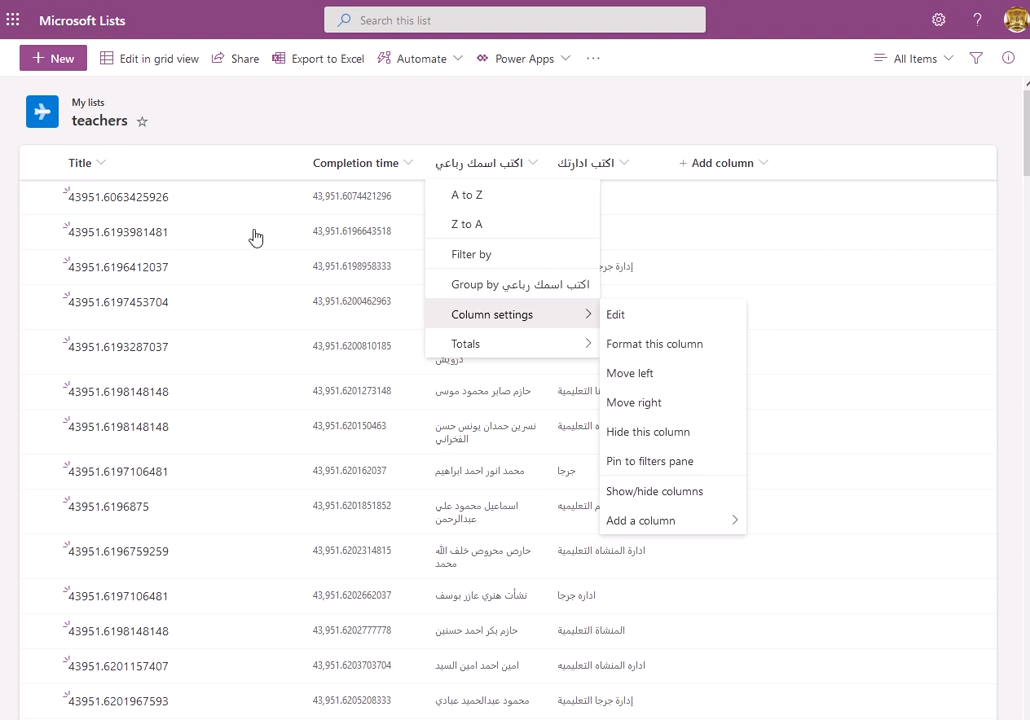 Microsoft Lists
Search this list
New
Edit in grid view
Share
Export to Excel
Automate
Power Apps
All Items
My lists
teachers
Title
Completion time
اكتب اسمك رباعي
اكتب ادارتك
+ Add column
43951.6063425926
43,951.6074421296
43951.6193981481
43,951.6196643518
43951.6196412037
43,951.6198958333
43951.6197453704
43,951.6200462963
43951.6193287037
43,951.6200810185
درويش
43951.6198148148
43,951.6201273148
حازم صابر محمود موسى
التعليمية
43951.6198148148
43,951.620150463
نسرين حمدان يونس حسن
الفخراني
التعليمية
43951.6197106481
43,951.620162037
محمد انور احمد ابراهيم
جرجا
43951.6196875
43,951.6201851852
اسماعيل محمود علي
عبدالرحمن
التعليميه
43951.6196759259
43,951.6202314815
حارص محروص خلف الله
محمد
ادارة المنشاه التعليمية
43951.6197106481
43,951.6202662037
نشأت هنري عازر يوسف
اداره جرجا
43951.6198148148
43,951.6202777778
حازم بكر احمد حسنين
المنشاة التعليمية
43951.6201157407
43,951.6203703704
امين احمد امين السيد
اداره المنشاه التعليميه
43951.6201967593
43,951.6205208333
محمود عبدالحميد عبادي
إدارة جرجا التعليمية
A to Z
Z to A
Filter by
Group by اكتب اسمك رباعي
Column settings
Totals
Edit
Format this column
Move left
Move right
Hide this column
Pin to filters pane
Show/hide columns
Add a column